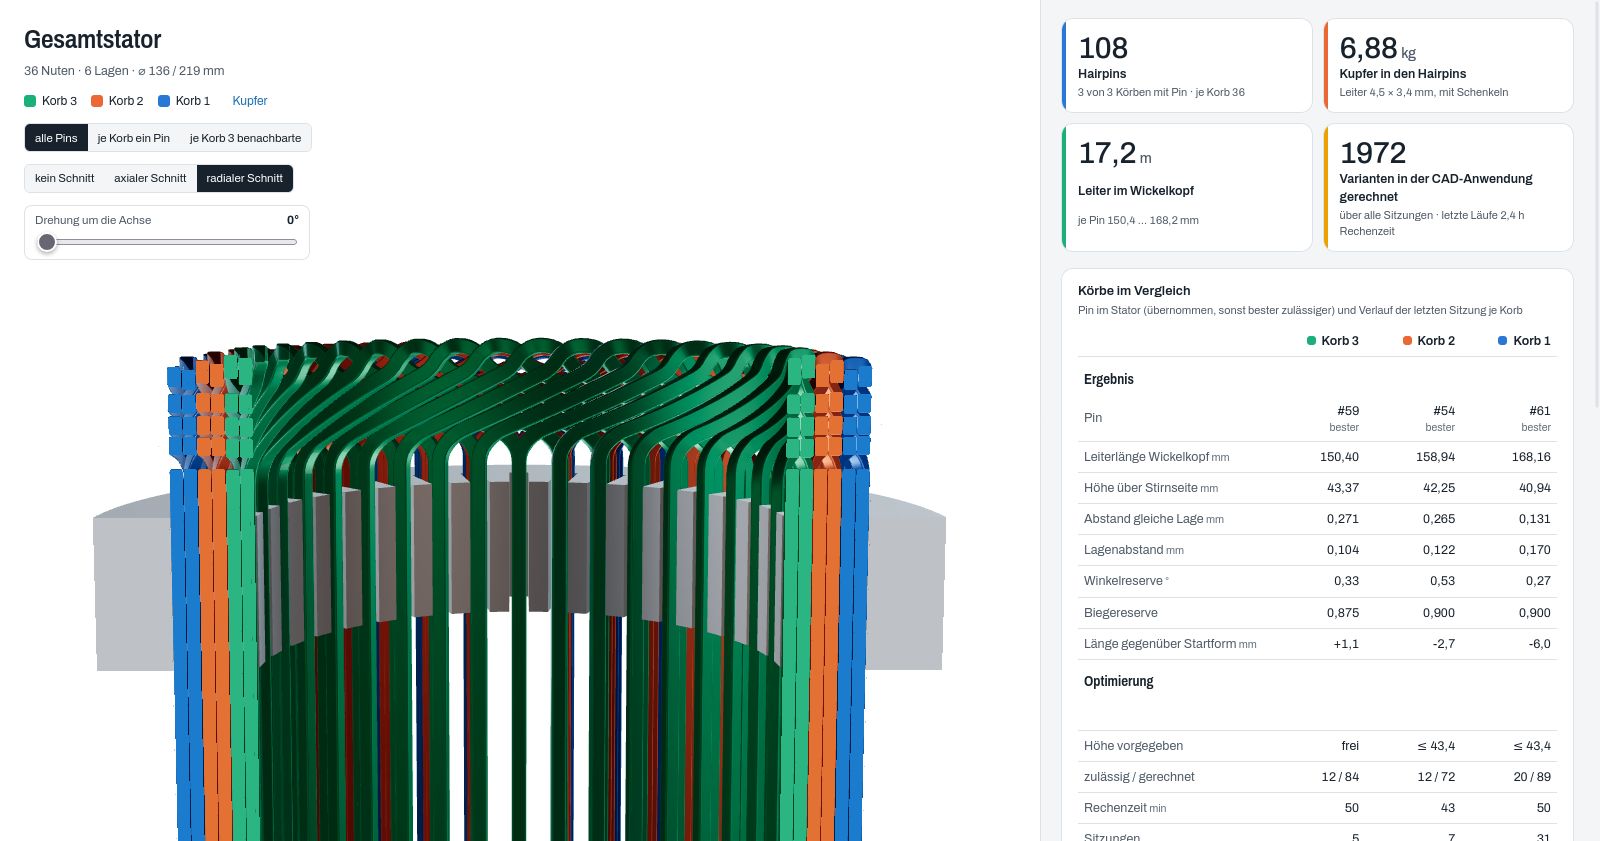 Gesamtstator
36 Nuten · 6 Lagen · ⌀ 136 / 219 mm
Korb 3 Korb 2 Korb 1 Kupfer
alle Pins je Korb ein Pin je Korb 3 benachbarte
kein Schnitt axialer Schnitt radialer Schnitt
Drehung um die Achse 0°
108
Hairpins
3 von 3 Körben mit Pin · je Korb 36
6,88 kg
Kupfer in den Hairpins
Leiter 4,5 × 3,4 mm, mit Schenkeln
17,2 m
Leiter im Wickelkopf
je Pin 150,4 ... 168,2 mm
1972
Varianten in der CAD-Anwendung
gerechnet
über alle Sitzungen · letzte Läufe 2,4 h
Rechenzeit
Körbe im Vergleich
Pin im Stator (übernommen, sonst bester zulässiger) und Verlauf der letzten Sitzung je Korb
Korb 3 Korb 2 Korb 1
Ergebnis
Pin #59 #54 #61
bester bester bester
Leiterlänge Wickelkopf mm 150,40 158,94 168,16
Höhe über Stirnseite mm 43,37 42,25 40,94
Abstand gleiche Lage mm 0,271 0,265 0,131
Lagenabstand mm 0,104 0,122 0,170
Winkelreserve ° 0,33 0,53 0,27
Biegereserve 0,875 0,900 0,900
Länge gegenüber Startform mm +1,1 -2,7 -6,0
Optimierung
Höhe vorgegeben frei ≤ 43,4 ≤ 43,4
zulässig / gerechnet 12 / 84 12 / 72 20 / 89
Rechenzeit min 50 43 50
Sitzungen 5 7 31